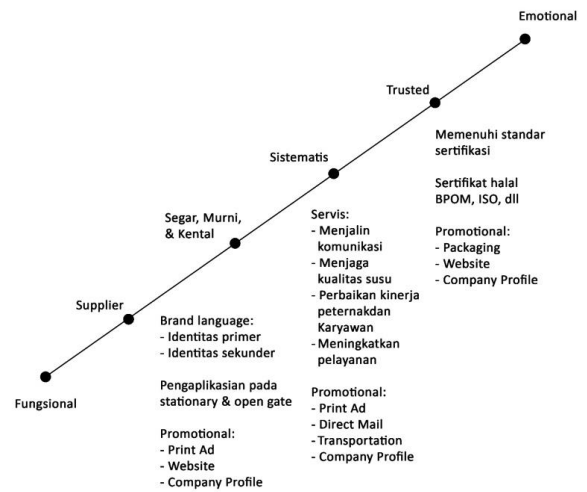 Emotional
Trusted
Memenuhi standar
sertifikasi
Sertifikat halal
BPOM, ISO, dll
Promotional:
- Packaging
- Website
- Company Profile
Sistematis
Servis:
- Menjalin
komunikasi
- Menjaga
kualitas susu
- Perbaikan kinerja
peternakdan
Karyawan
- Meningkatkan
pelayanan
Promotional:
- Print Ad
- Direct Mail
- Transportation
- Company Profile
Segar, Murni,
& Kental
Supplier
Brand language:
- Identitas primer
- Identitas sekunder
Pengaplikasian pada
stationary & open gate
Promotional:
- Print Ad
- Website
- Company Profile
Fungsional